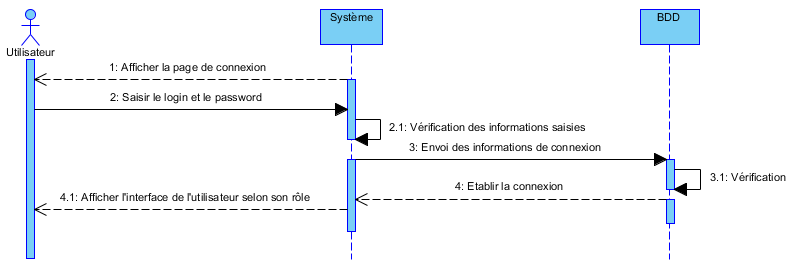 Système
BDD
Utilisateur
1: Afficher la page de connexion
2: Saisir le login et le password
2.1: Vérification des informations saisies
3: Envoi des informations de connexion
3.1: Vérification
4: Etablir la connexion
4.1: Afficher l'interface de l'utilisateur selon son rôle